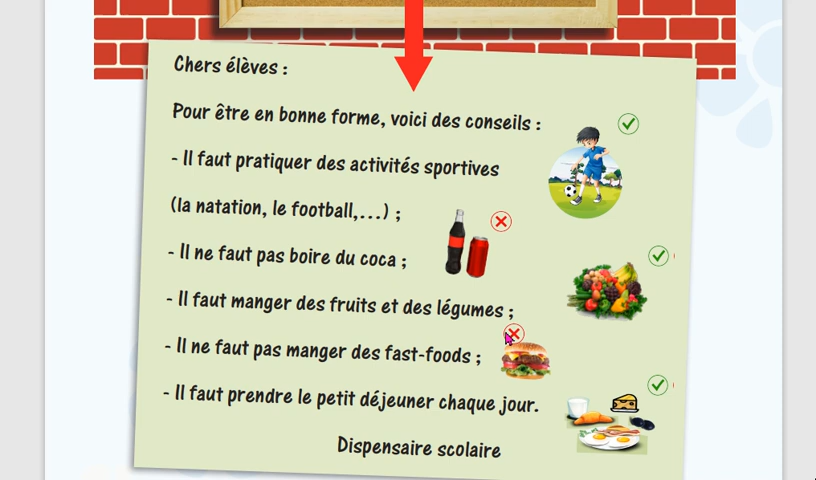 Chers élèves :
Pour être en bonne forme, voici des conseils :
- Il faut pratiquer des activités sportives
(la natation, le football,...) ;
- Il ne faut pas boire du coca ;
- Il faut manger des fruits et des légumes ;
- Il ne faut pas manger des fast-foods ;
- Il faut prendre le petit déjeuner chaque jour.
Dispensaire scolaire